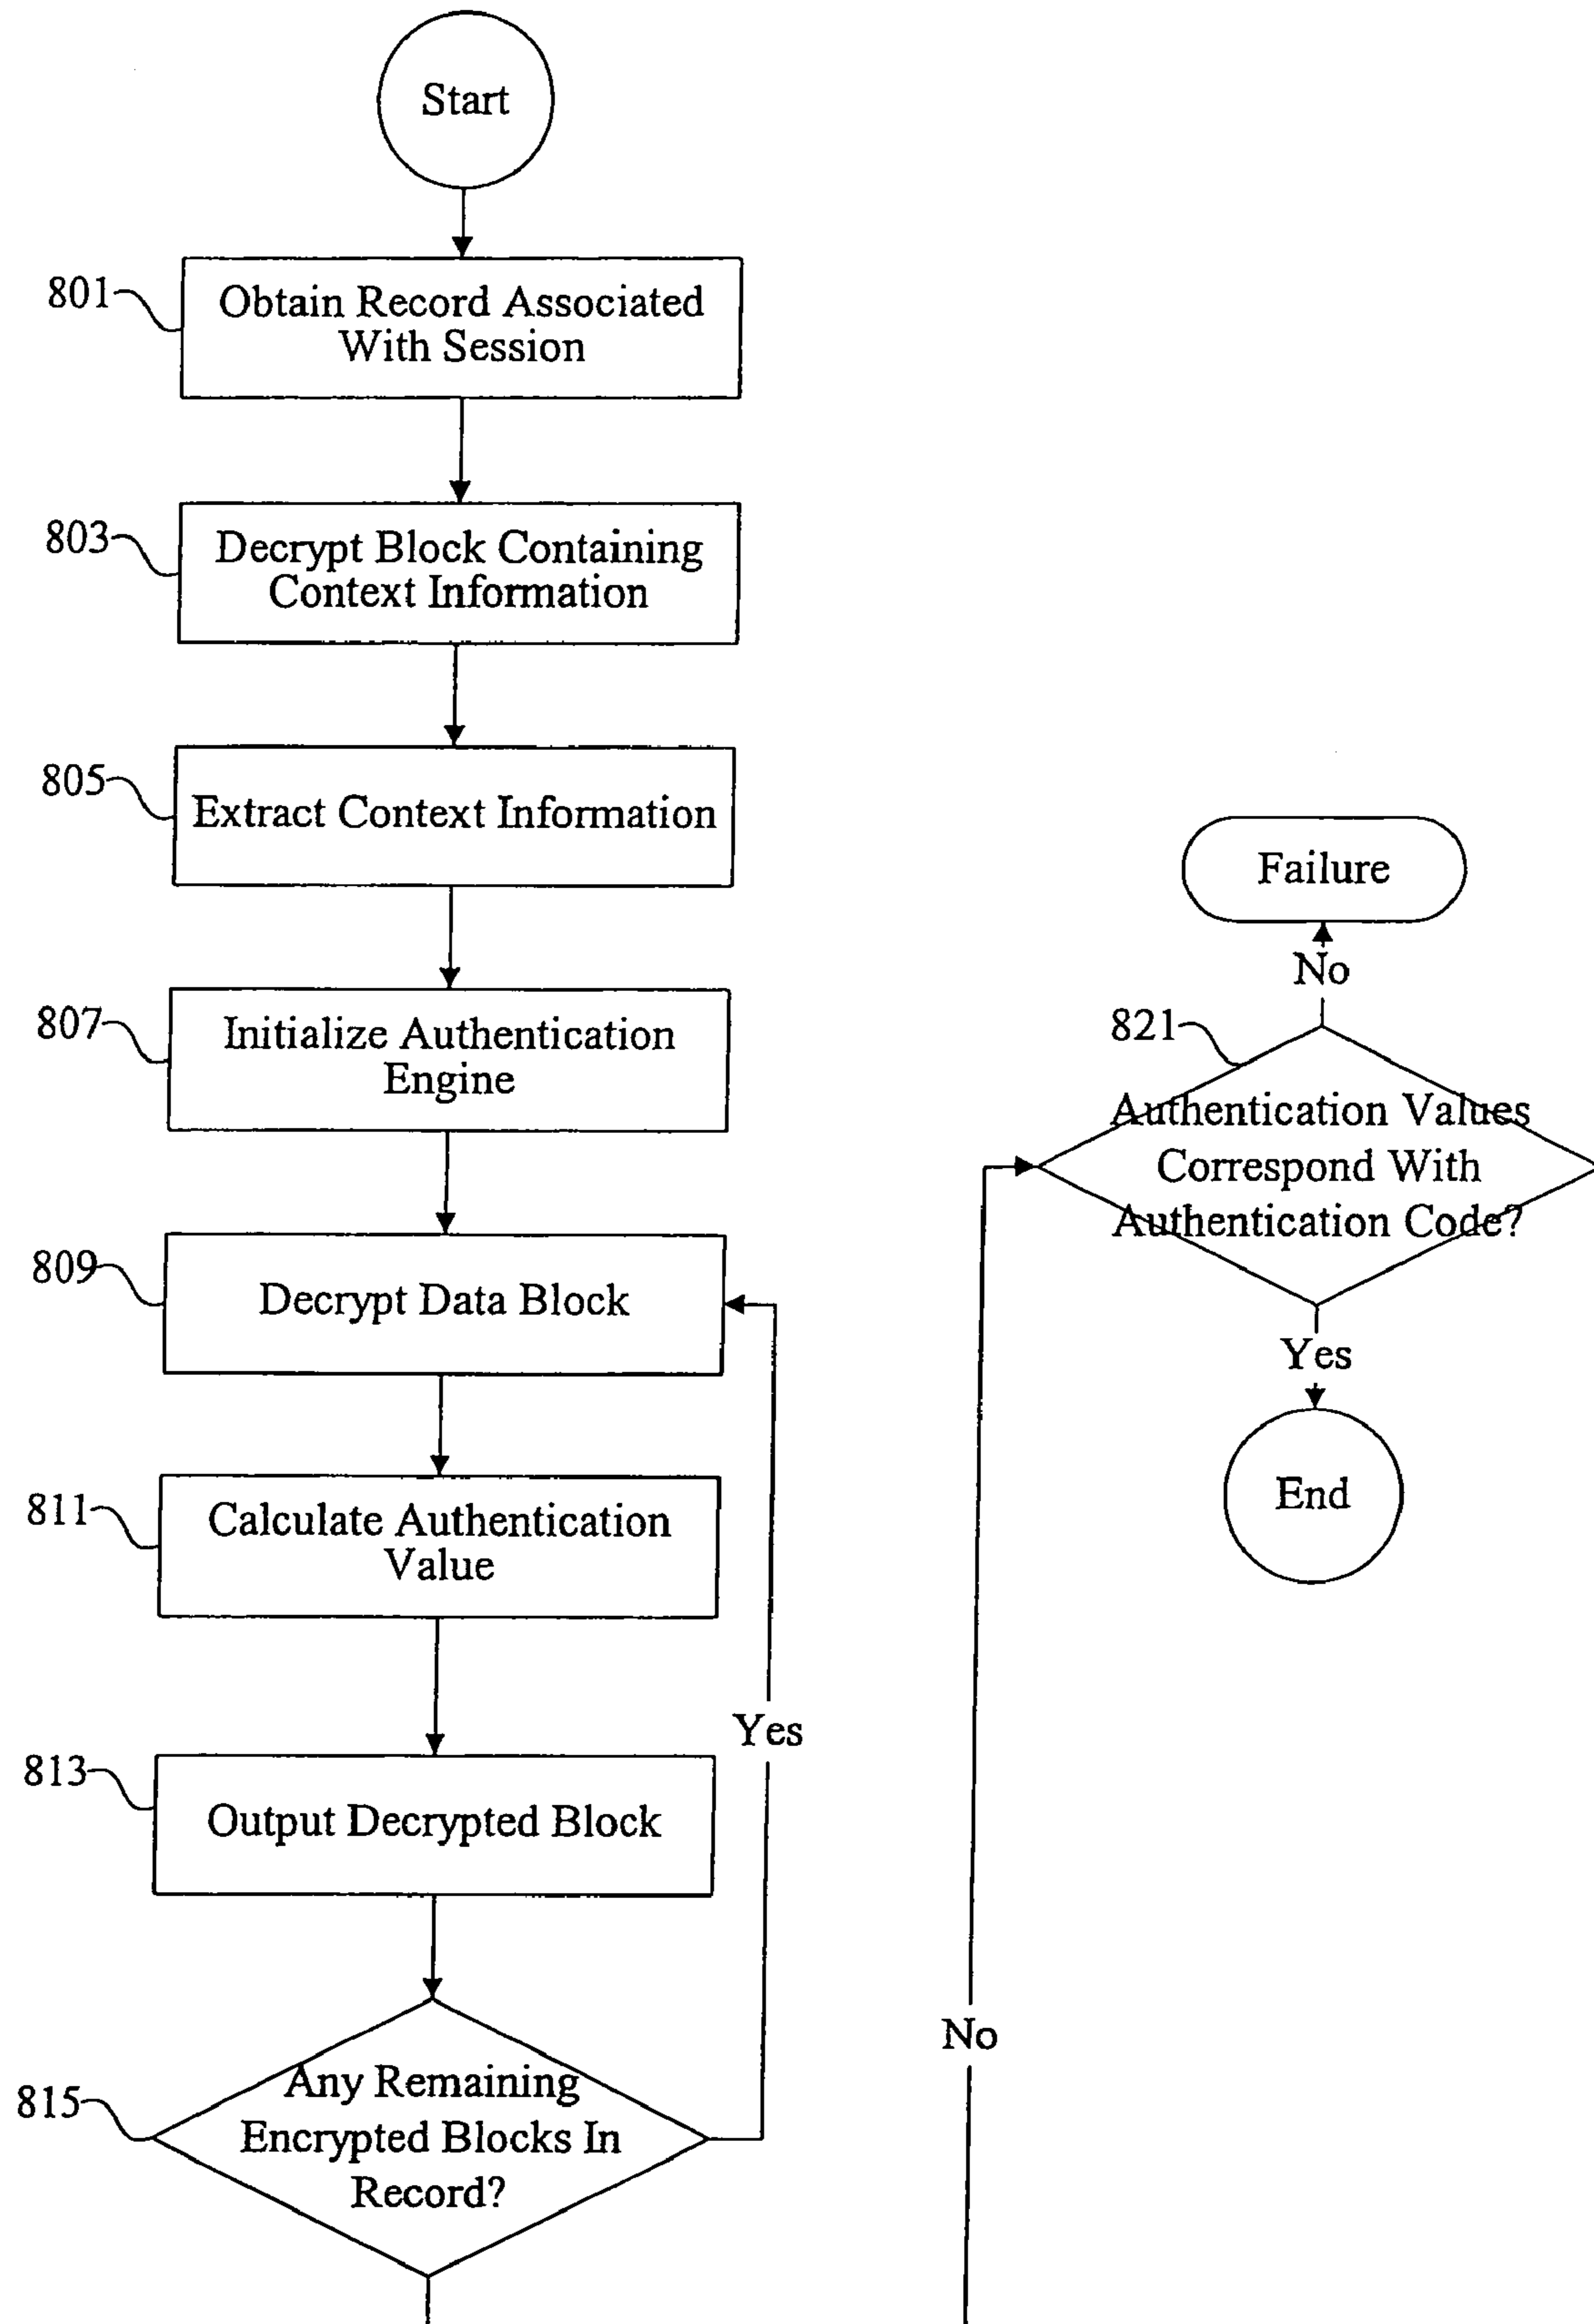 Start
801
Obtain Record Associated
With Session
803
Decrypt Block Containing
Context Information
805
Extract Context Information
807
Initialize Authentication
Engine
809
Decrypt Data Block
811
Calculate Authentication
Value
813
Output Decrypted Block
Yes
815
Any Remaining
Encrypted Blocks In
Record?
No
Failure
No
821
Authentication Values
Correspond With
Authentication Code?
Yes
End